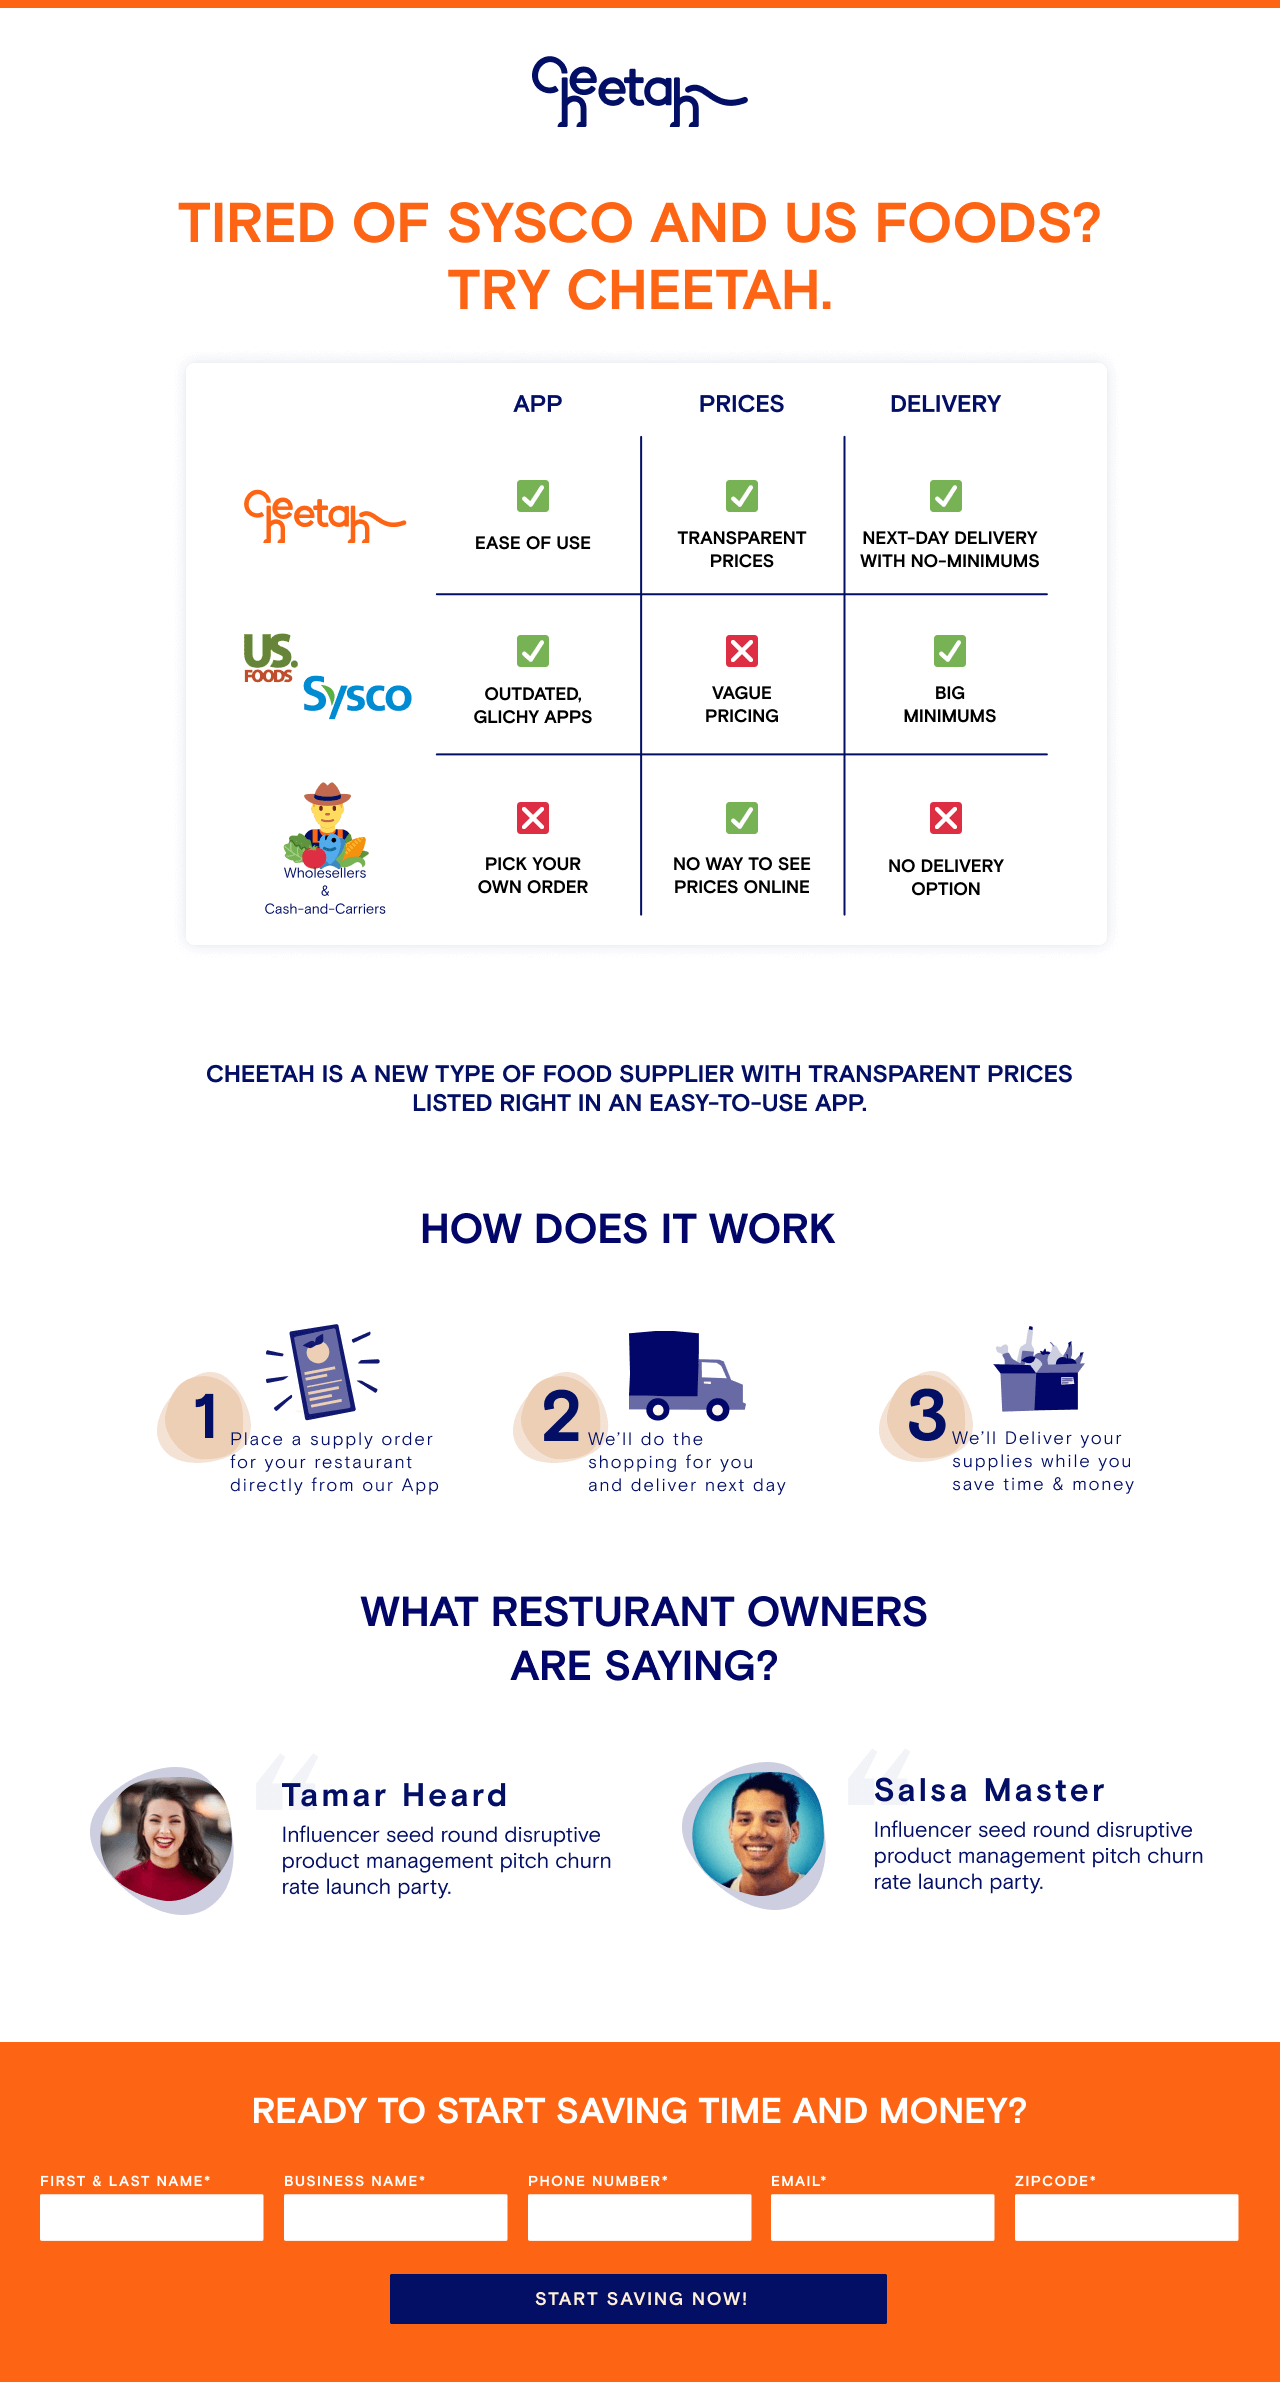 Cheetah
TIRED OF SYSCO AND US FOODS?
TRY CHEETAH.
APP PRICES DELIVERY
Cheetah
EASE OF USE
TRANSPARENT
PRICES
NEXT-DAY DELIVERY
WITH NO-MINIMUMS
US.
FOODS
Sysco
OUTDATED,
GLICHY APPS
VAGUE
PRICING
BIG
MINIMUMS
Wholesellers
&
Cash-and-Carriers
PICK YOUR
OWN ORDER
NO WAY TO SEE
PRICES ONLINE
NO DELIVERY
OPTION
CHEETAH IS A NEW TYPE OF FOOD SUPPLIER WITH TRANSPARENT PRICES
LISTED RIGHT IN AN EASY-TO-USE APP.
HOW DOES IT WORK
1
Place a supply order
for your restaurant
directly from our App
2
We'll do the
shopping for you
and deliver next day
3
We'll Deliver your
supplies while you
save time & money
WHAT RESTURANT OWNERS
ARE SAYING?
Tamar Heard
Influencer seed round disruptive
product management pitch churn
rate launch party.
Salsa Master
Influencer seed round disruptive
product management pitch churn
rate launch party.
READY TO START SAVING TIME AND MONEY?
FIRST & LAST NAME*
BUSINESS NAME*
PHONE NUMBER*
EMAIL*
ZIPCODE*
START SAVING NOW!